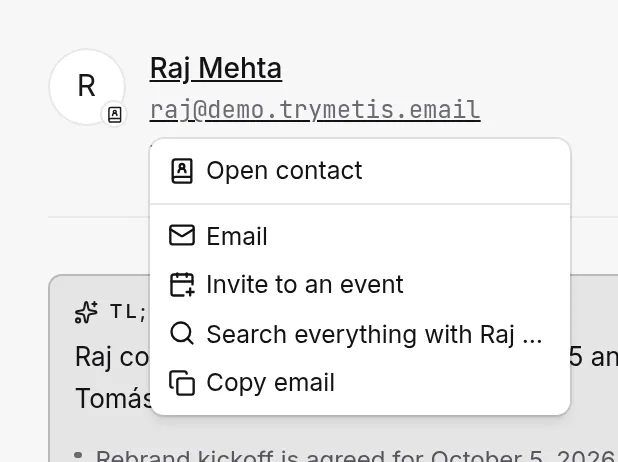 R
Raj Mehta
raj@demo.trymetis.email
Open contact
Email
Invite to an event
Search everything with Raj ...
Copy email
TL;
Raj co 5 an
Tomás
Rebrand kickoff is agreed for October 5, 2026